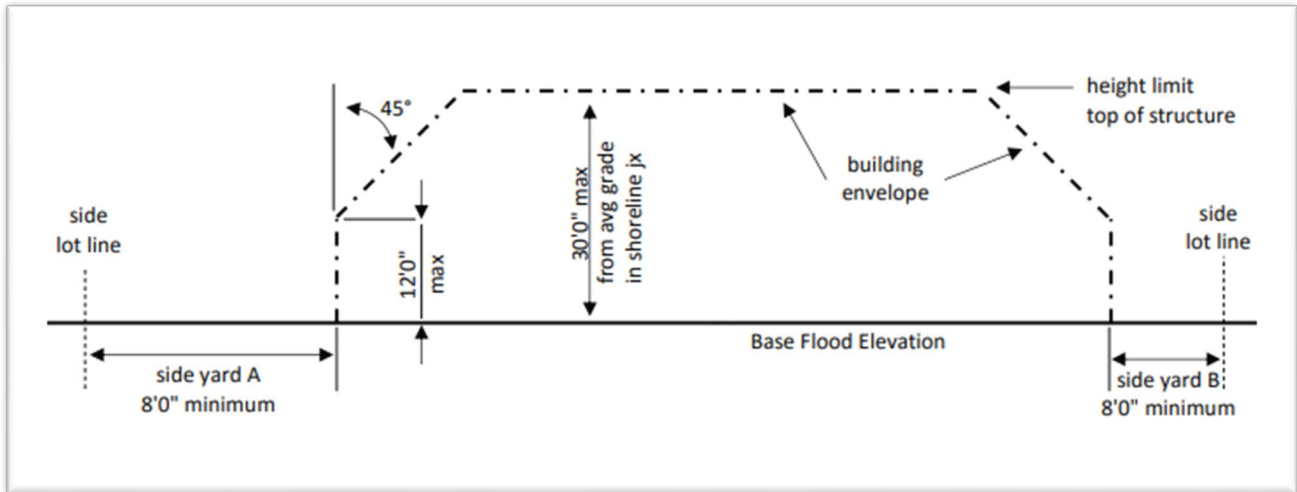 45°
height limit
top of structure
30'0" max
from avg grade
in shoreline jx
building
envelope
side
lot line
side
lot line
12'0"
max
Base Flood Elevation
side yard A
8'0" minimum
side yard B
8'0" minimum